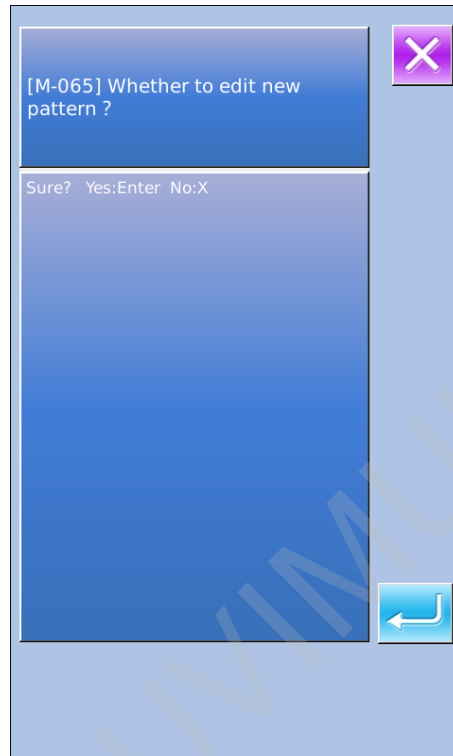 [M-065] Whether to edit new
pattern ?
Sure? Yes:Enter No:X